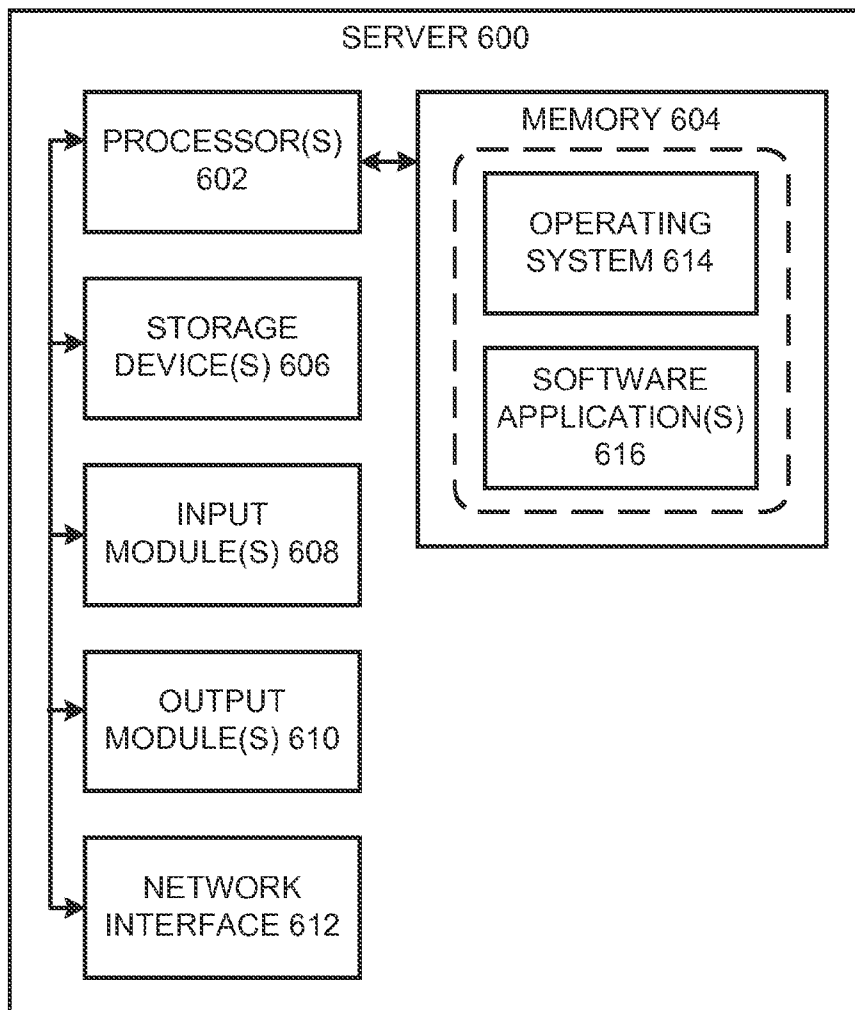 SERVER 600
PROCESSOR(S)
602
MEMORY 604
OPERATING
SYSTEM 614
STORAGE
DEVICE(S) 606
SOFTWARE
APPLICATION(S)
616
INPUT
MODULE(S) 608
OUTPUT
MODULE(S) 610
NETWORK
INTERFACE 612